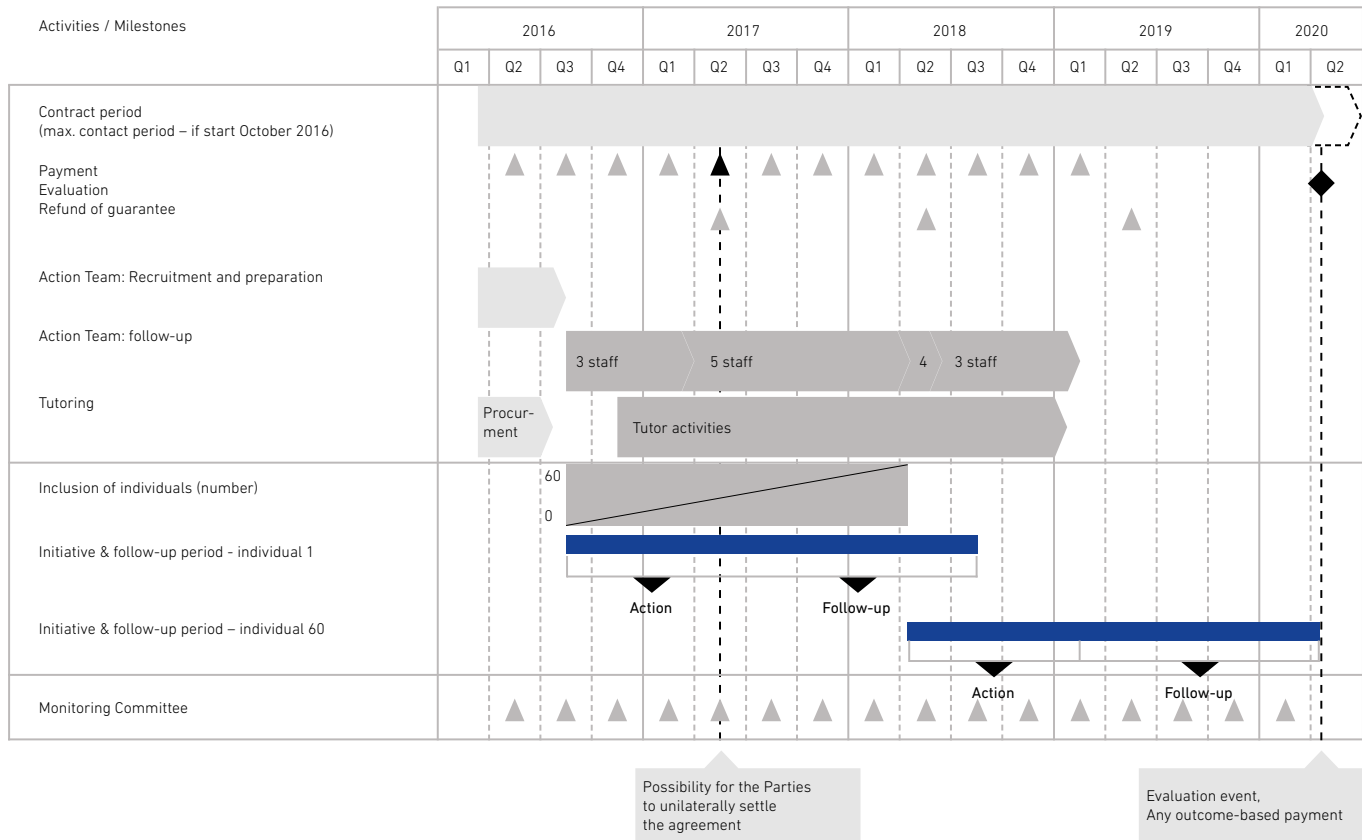 Activities / Milestones
2016 2017 2018 2019 2020
Q1 Q2 Q3 Q4 Q1 Q2 Q3 Q4 Q1 Q2 Q3 Q4 Q1 Q2 Q3 Q4 Q1 Q2
Contract period
(max. contact period – if start October 2016)
Payment
Evaluation
Refund of guarantee
Action Team: Recruitment and preparation
Action Team: follow-up
3 staff 5 staff 4 3 staff
Tutoring
Procur-
ment
Tutor activities
Inclusion of individuals (number)
60
0
Initiative & follow-up period - individual 1
Action Follow-up
Initiative & follow-up period – individual 60
Action Follow-up
Monitoring Committee
Possibility for the Parties
to unilaterally settle
the agreement
Evaluation event,
Any outcome-based payment